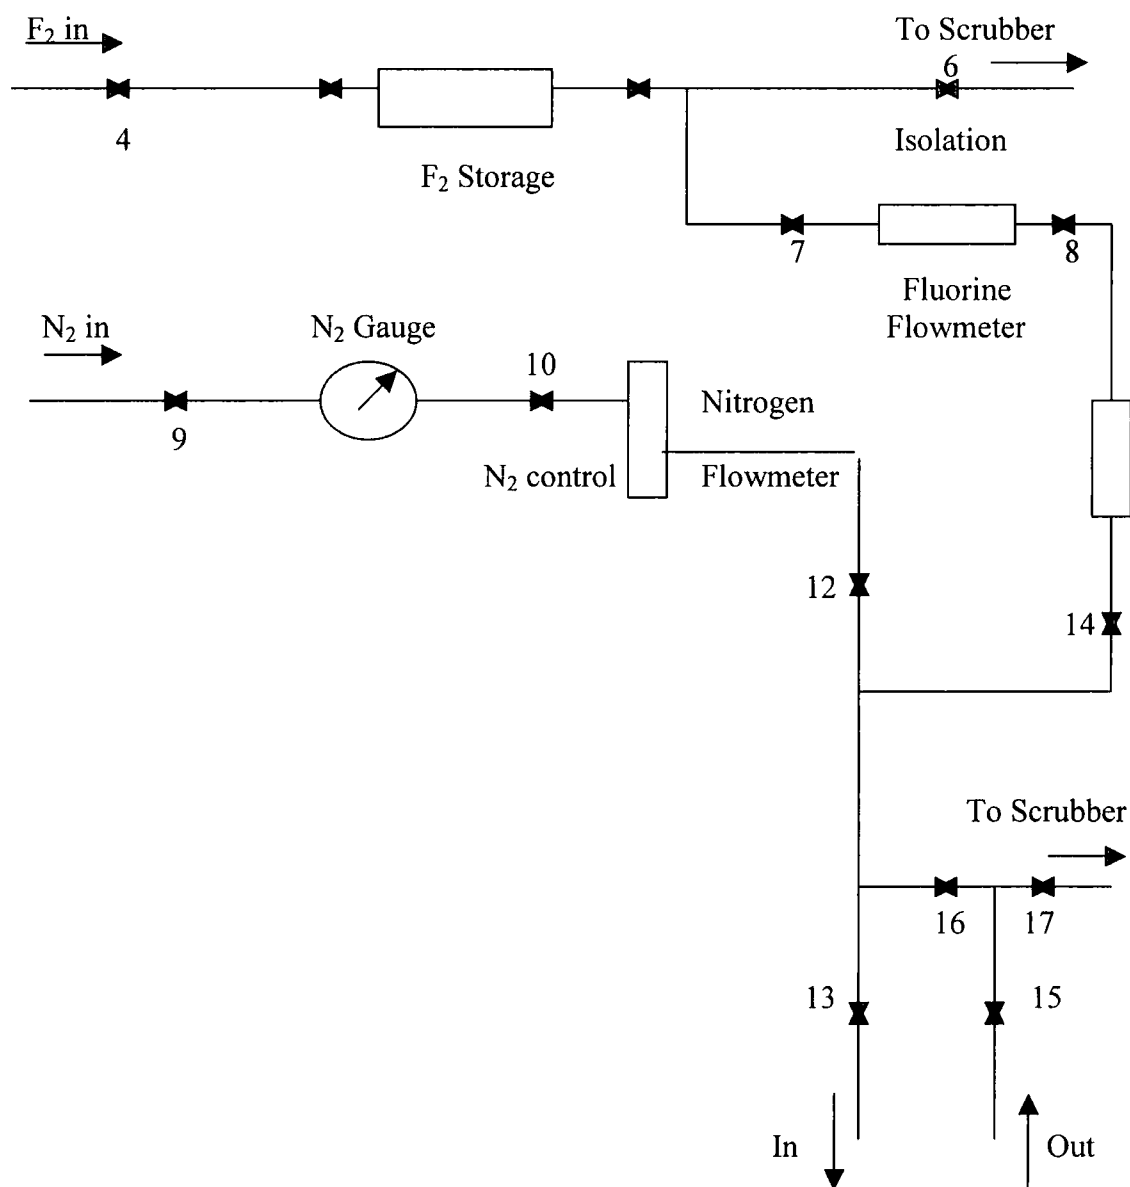 F₂ in
To Scrubber
6
4
Isolation
F₂ Storage
7
8
Fluorine
Flowmeter
N₂ in
N₂ Gauge
10
Nitrogen
9
N₂ control
Flowmeter
12
14
To Scrubber
16
17
13
15
In
Out